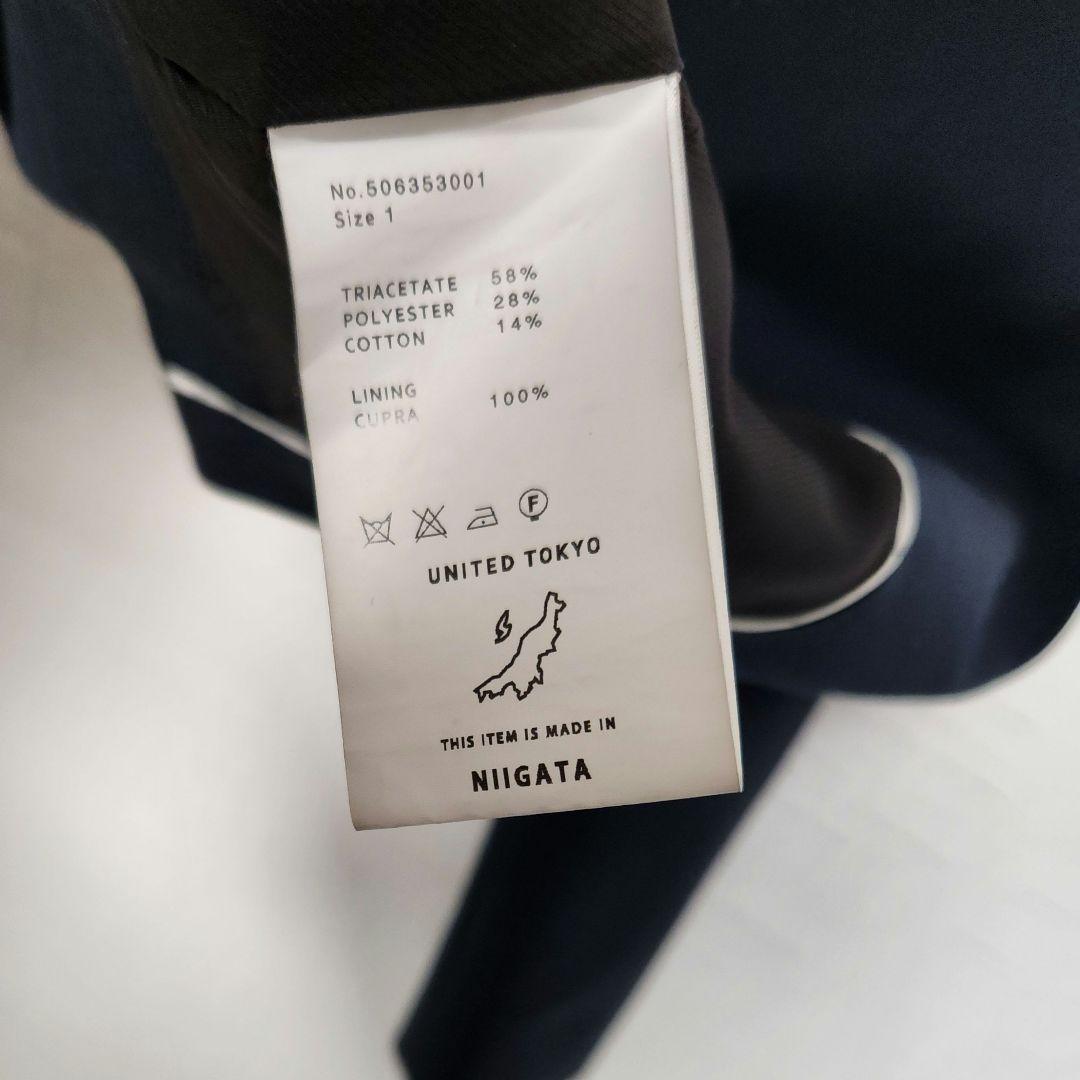 No.506353001
Size 1
TRIACETATE 58%
POLYESTER 28%
COTTON 14%
LINING
CUPRA 100%
F
UNITED TOKYO
THIS ITEM IS MADE IN
NIIGATA